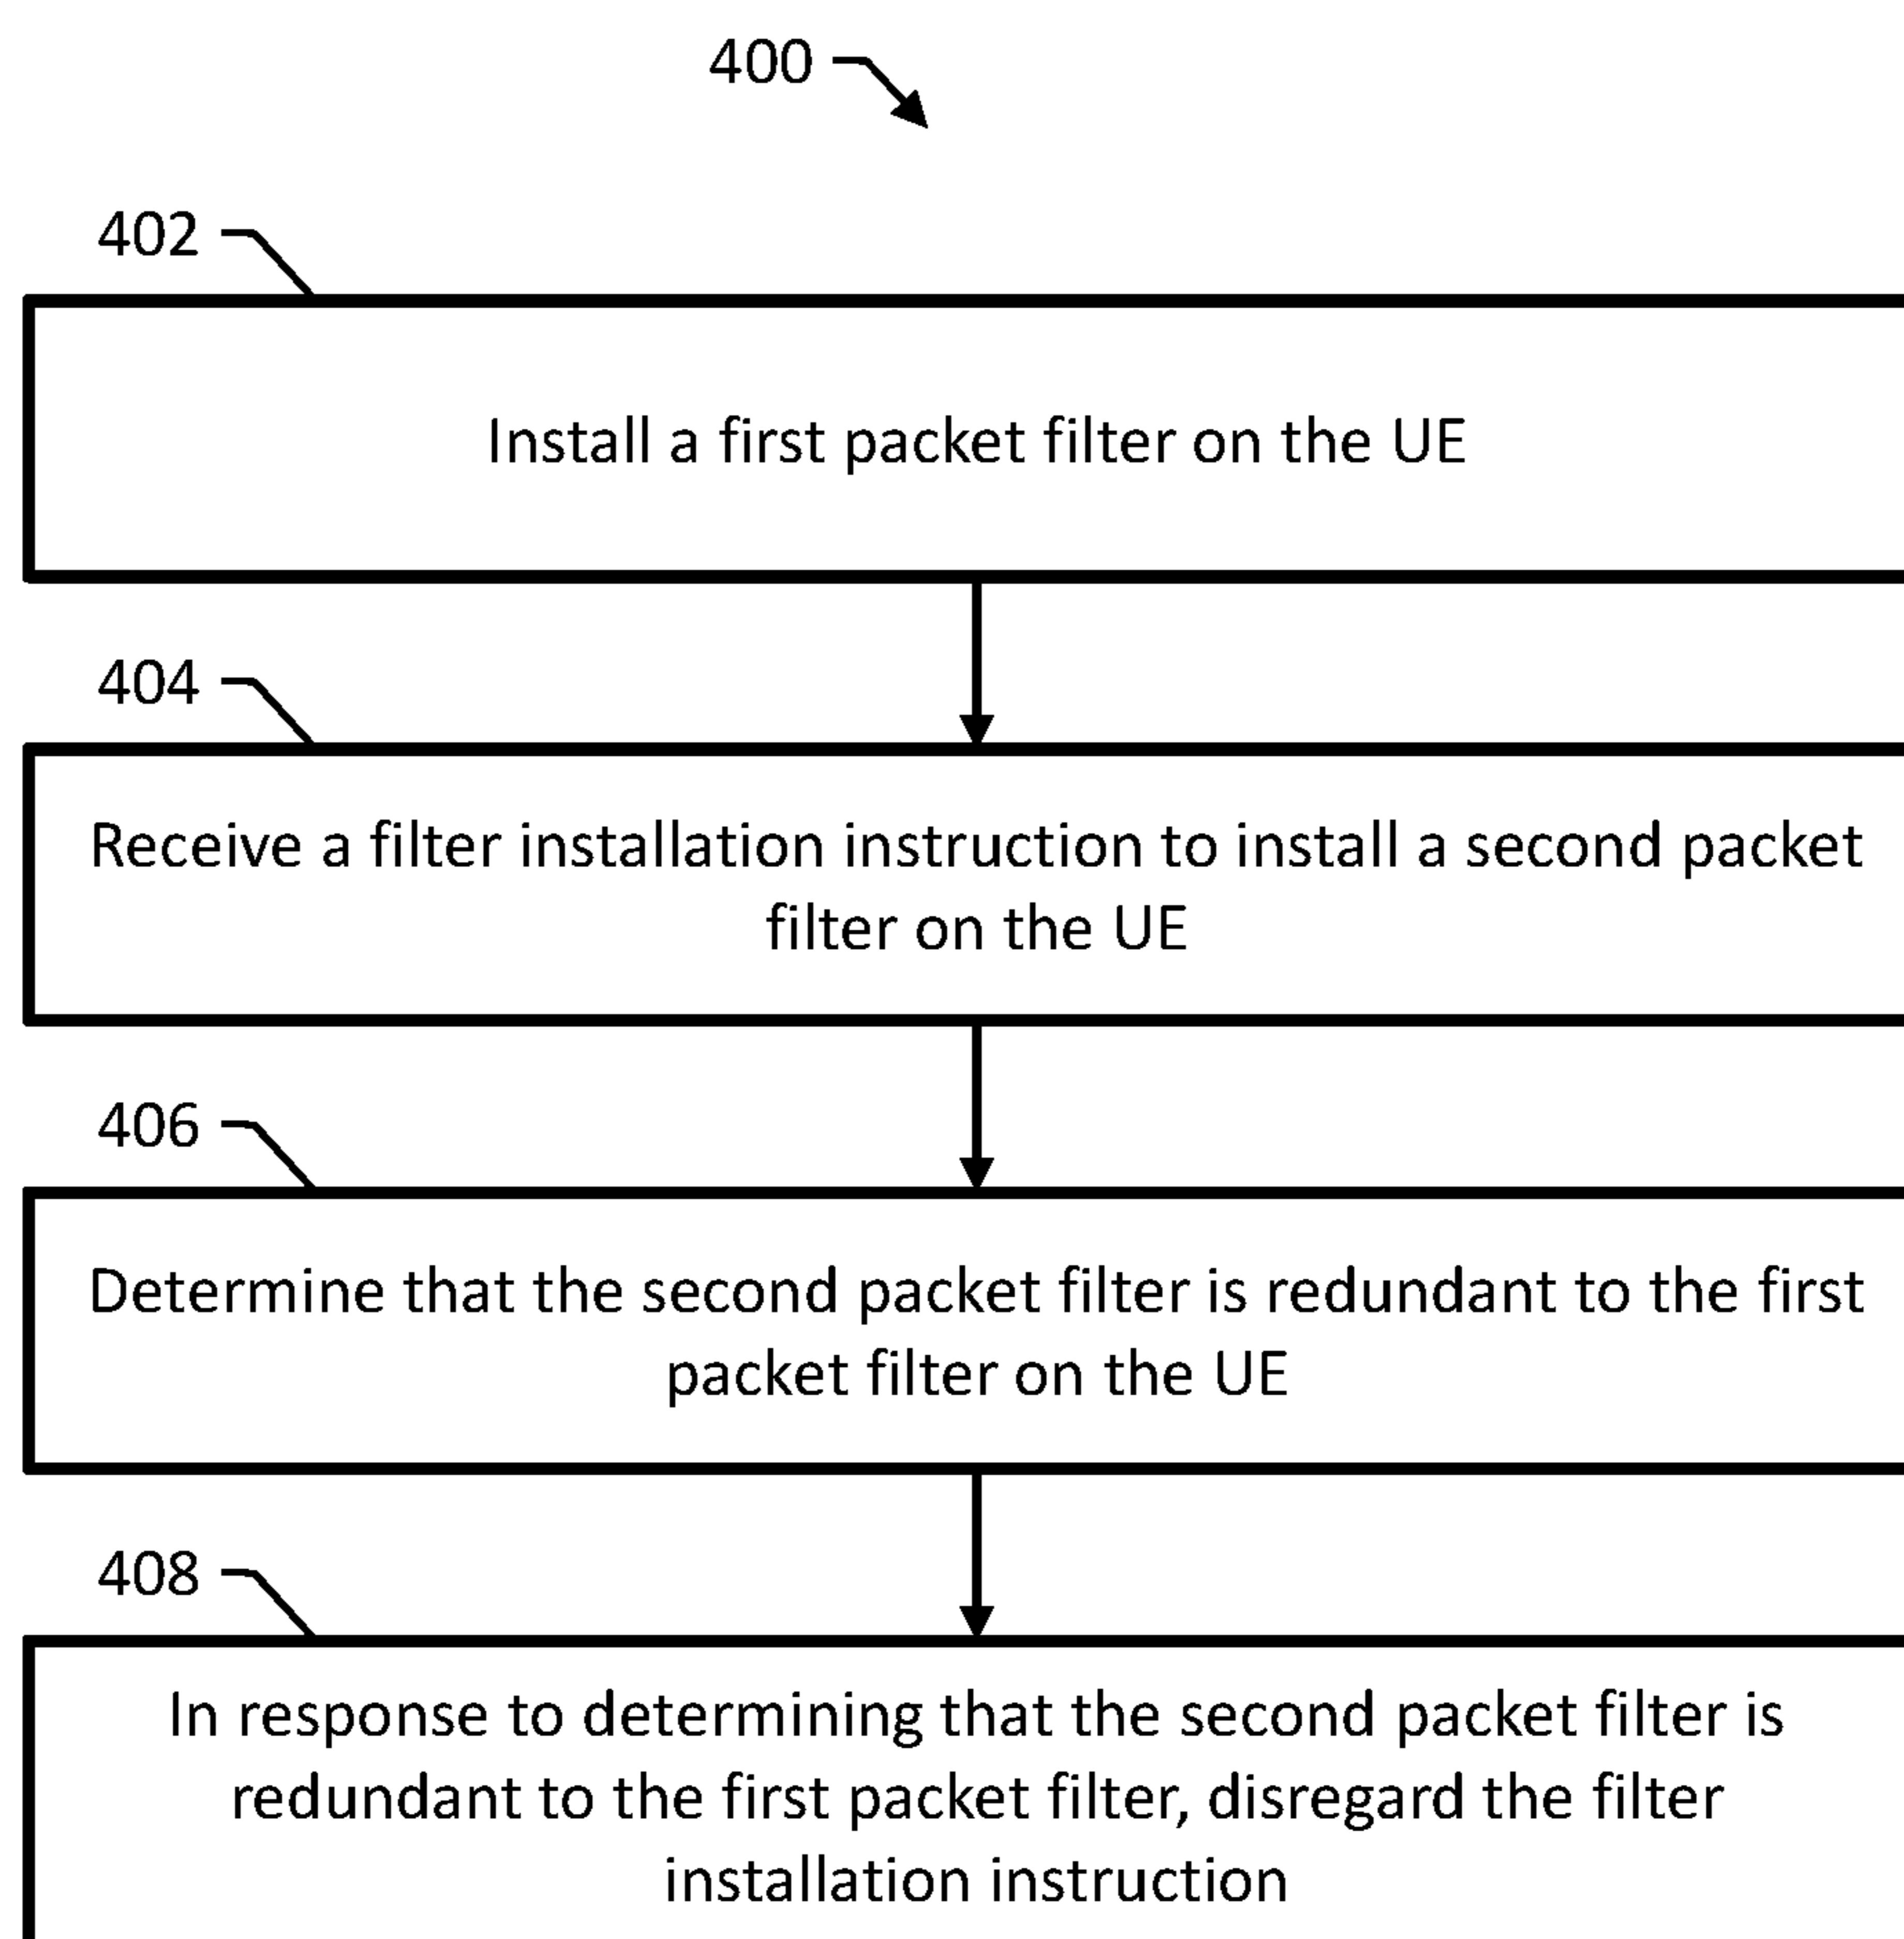 400
402
Install a first packet filter on the UE
404
Receive a filter installation instruction to install a second packet
filter on the UE
406
Determine that the second packet filter is redundant to the first
packet filter on the UE
408
In response to determining that the second packet filter is
redundant to the first packet filter, disregard the filter
installation instruction